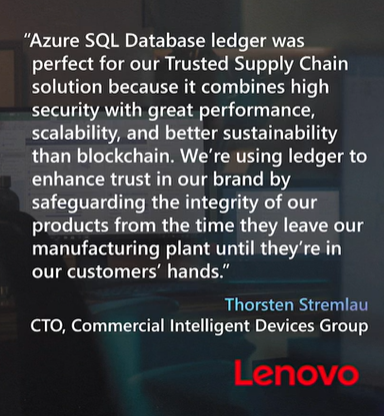 “Azure SQL Database ledger was
perfect for our Trusted Supply Chain
solution because it combines high
security with great performance,
scalability, and better sustainability
than blockchain. We’re using ledger to
enhance trust in our brand by
safeguarding the integrity of our
products from the time they leave our
manufacturing plant until they’re in
our customers’ hands.”
Thorsten Stremlau
CTO, Commercial Intelligent Devices Group
Lenovo